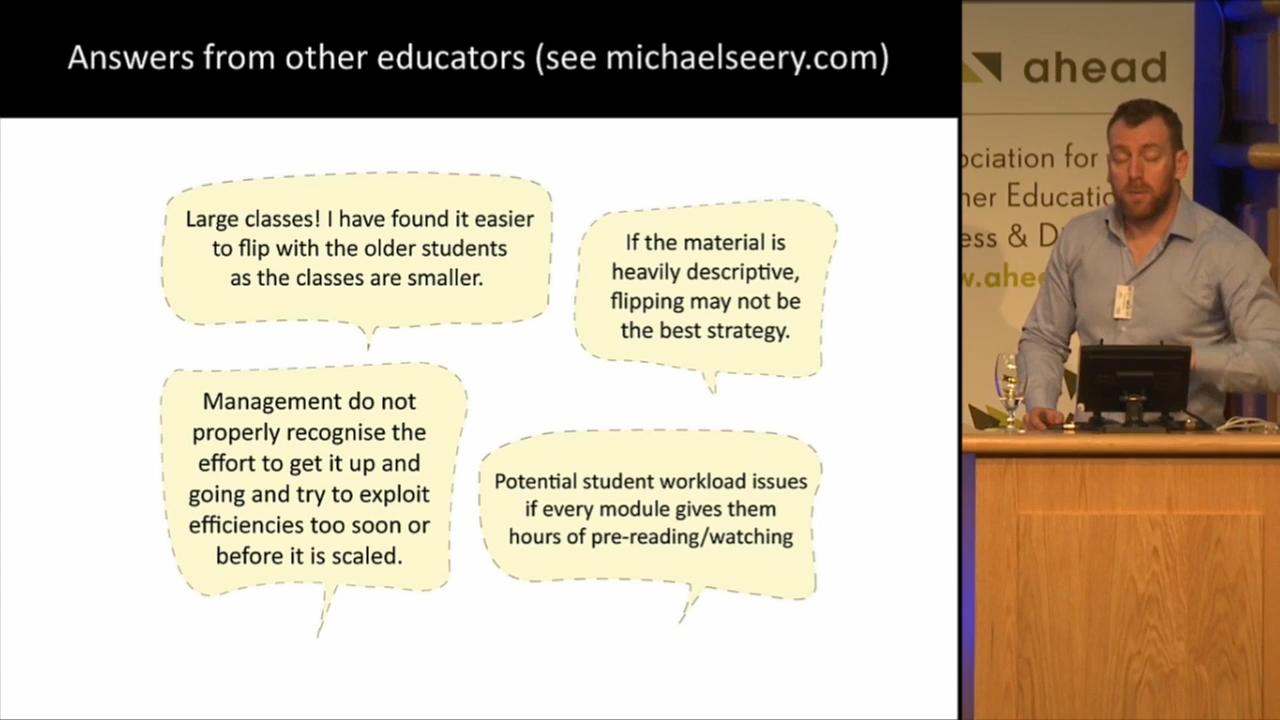 Answers from other educators (see michaelseery.com)
Large classes! I have found it easier
to flip with the older students
as the classes are smaller.
If the material is
heavily descriptive,
flipping may not be
the best strategy.
Management do not
properly recognise the
effort to get it up and
going and try to exploit
efficiencies too soon or
before it is scaled.
Potential student workload issues
if every module gives them
hours of pre-reading/watching
ahead
ociation for
her Educatio
ess & D
w.ahe